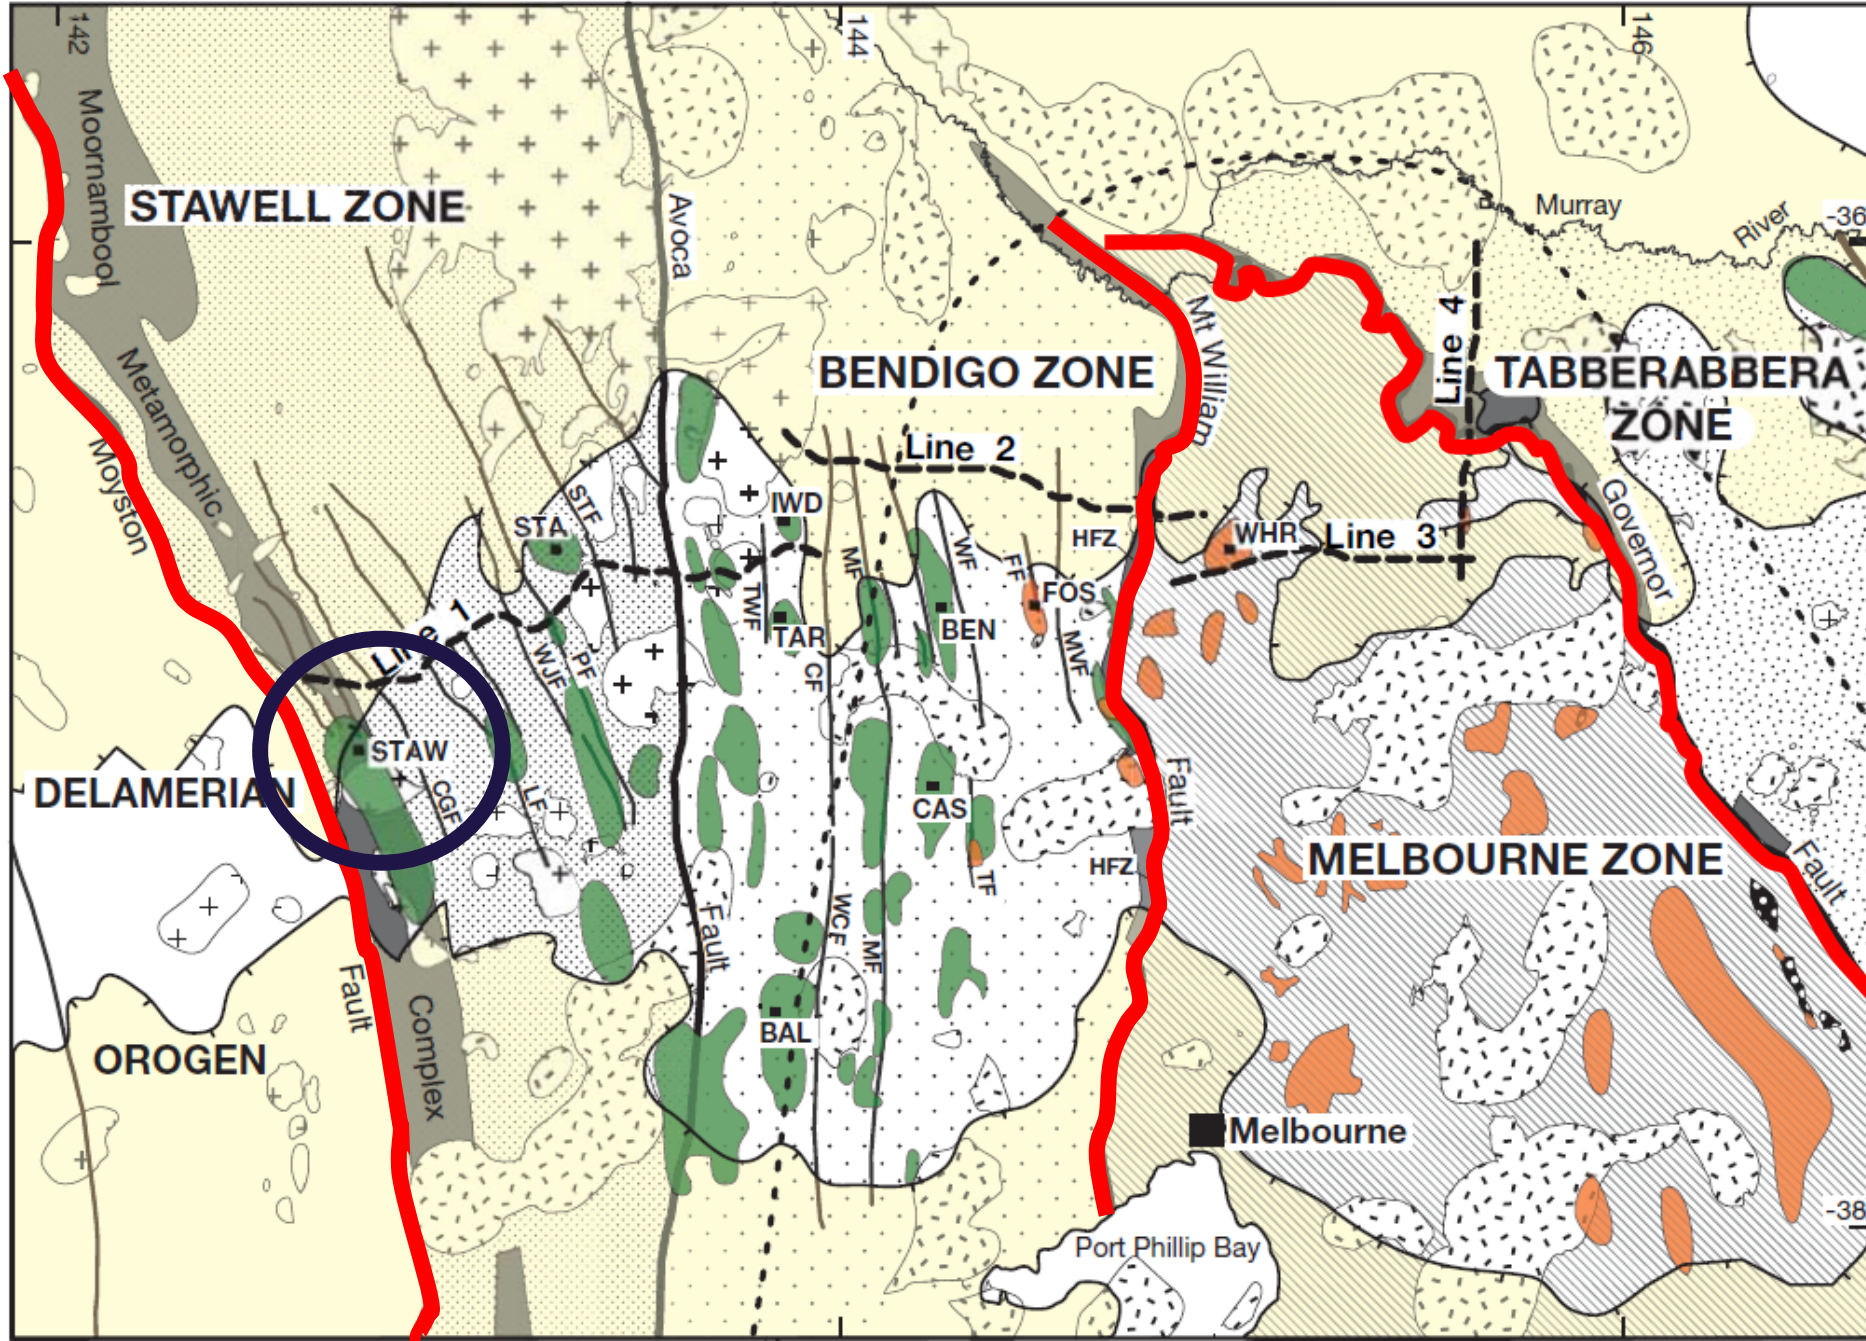 142
144
146
Moornambool
STAWELL ZONE
Avoca
Murray
River
-36
Mt William
Line 4
BENDIGO ZONE
TABBERABBERA
ZONE
Metamorphic
Moyston
Line 2
STF
STA
IWD
MF
WF
HFZ
FF
WHR
Line 3
Governor
Line 1
TWF
TAR
BEN
FOS
WJF
PF
CF
MVF
STAW
DELAMERIAN
CGF
LF
CAS
Fault
MELBOURNE ZONE
HFZ
TF
Fault
WCF
MF
Fault
Fault
Complex
BAL
OROGEN
Melbourne
Port Phillip Bay
-38